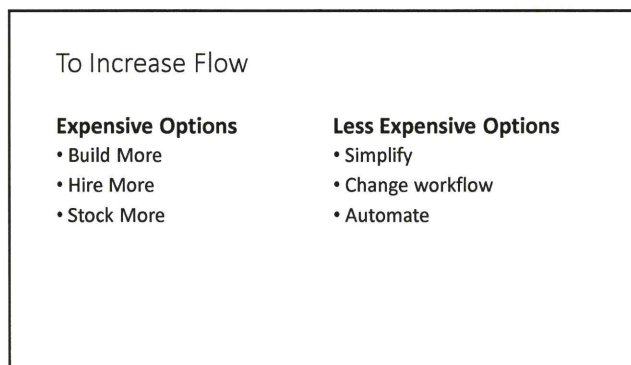 To Increase Flow
Expensive Options
• Build More
• Hire More
• Stock More
Less Expensive Options
• Simplify
• Change workflow
• Automate